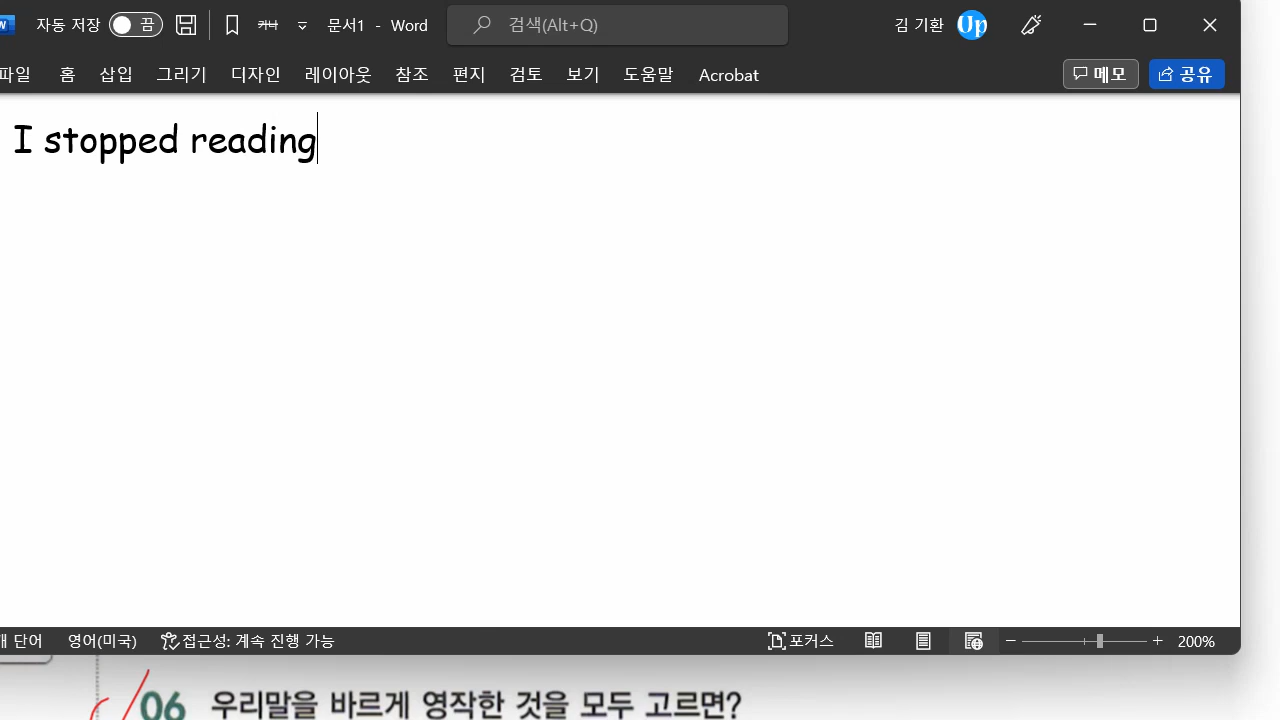 자동 저장 끔 가나 문서1 - Word 검색(Alt+Q) 김 기환 Up
파일 홈 삽입 그리기 디자인 레이아웃 참조 편지 검토 보기 도움말 Acrobat 메모 공유
I stopped reading
개 단어 영어(미국) 접근성: 계속 진행 가능 포커스 200%
06 우리말을 바르게 영작한 것을 모두 고르면?